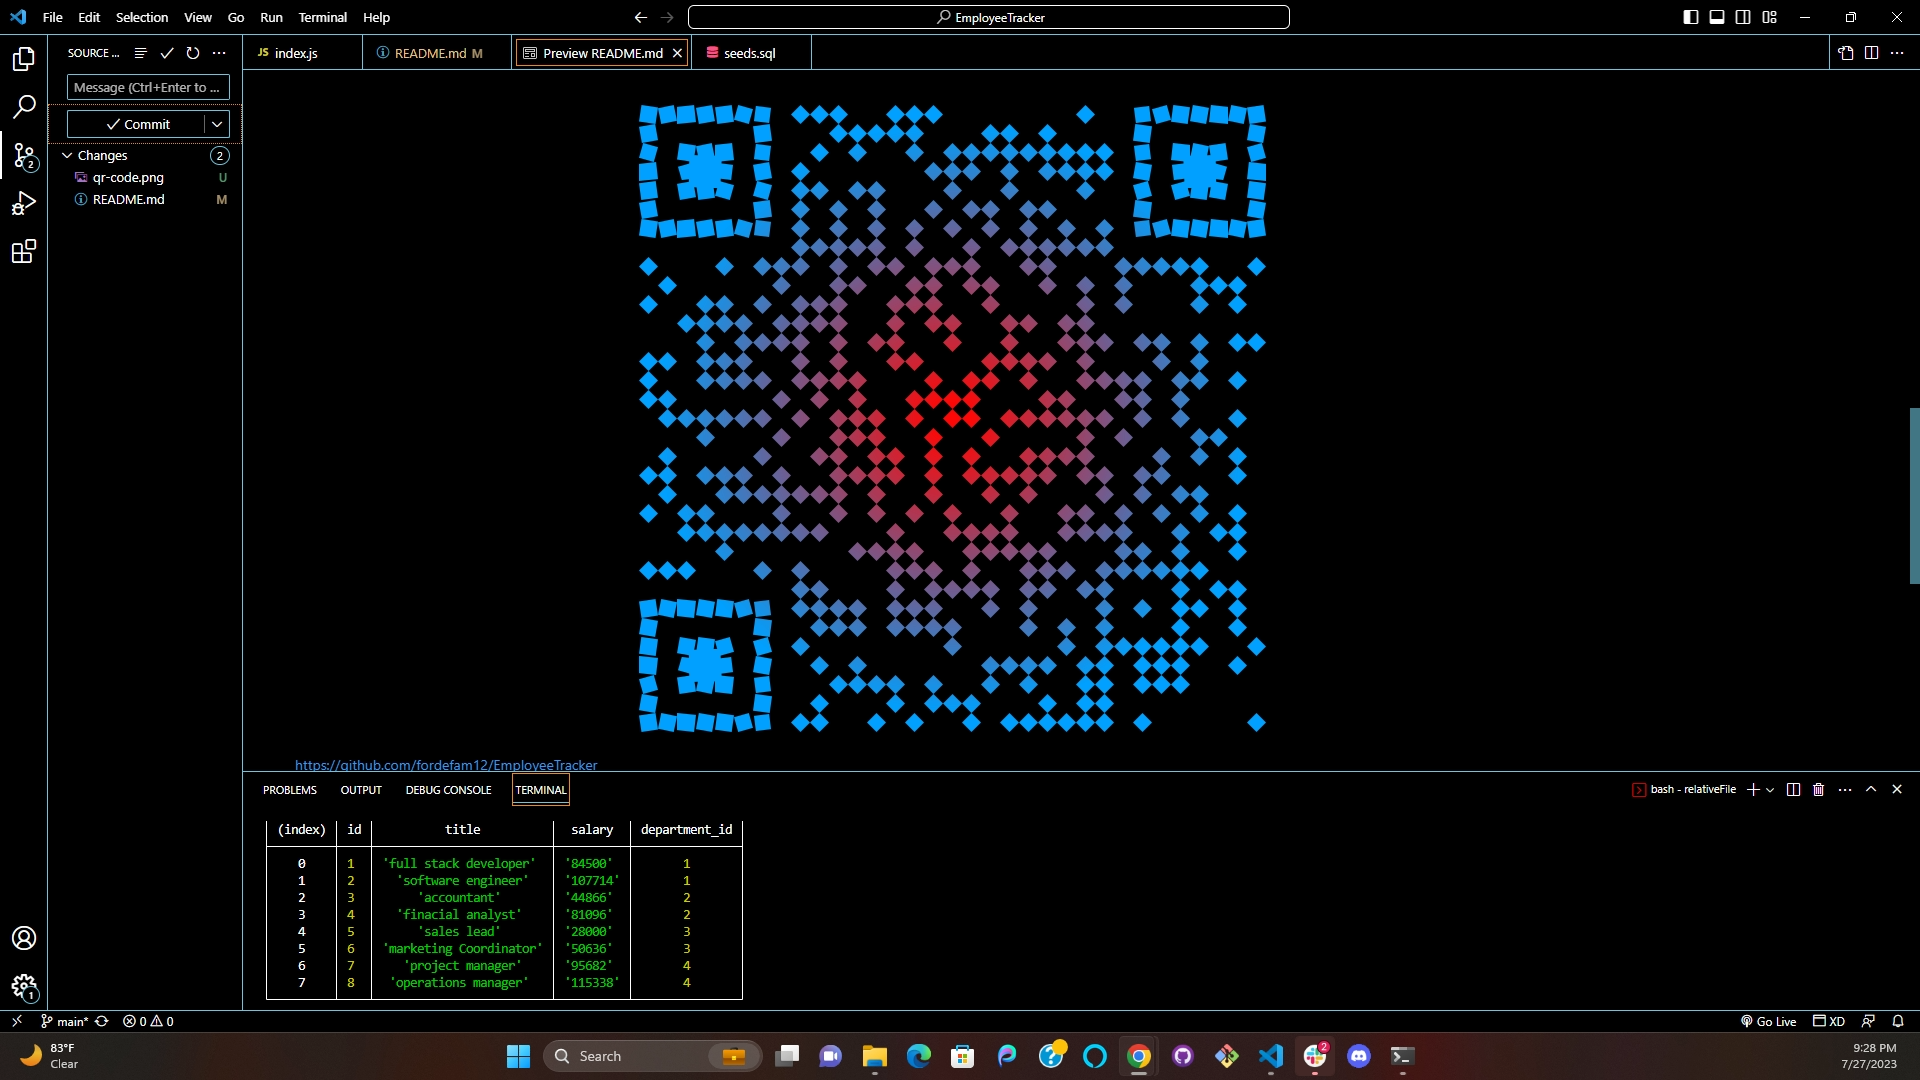 File Edit Selection View Go Run Terminal Help
EmployeeTracker
SOURCE ...
JS index.js
README.md M
Preview README.md
seeds.sql
Message (Ctrl+Enter to ...
Commit
Changes 2
qr-code.png U
README.md M
2
https://github.com/fordefam12/EmployeeTracker
PROBLEMS OUTPUT DEBUG CONSOLE TERMINAL
bash - relativeFile
(index) id title salary department_id
0 1 'full stack developer' '84500' 1
1 2 'software engineer' '107714' 1
2 3 'accountant' '44866' 2
3 4 'finacial analyst' '81096' 2
4 5 'sales lead' '28000' 3
5 6 'marketing Coordinator' '50636' 3
6 7 'project manager' '95682' 4
7 8 'operations manager' '115338' 4
1
main* 0 0
Go Live XD
83°F
Clear
Search
2
9:28 PM
7/27/2023